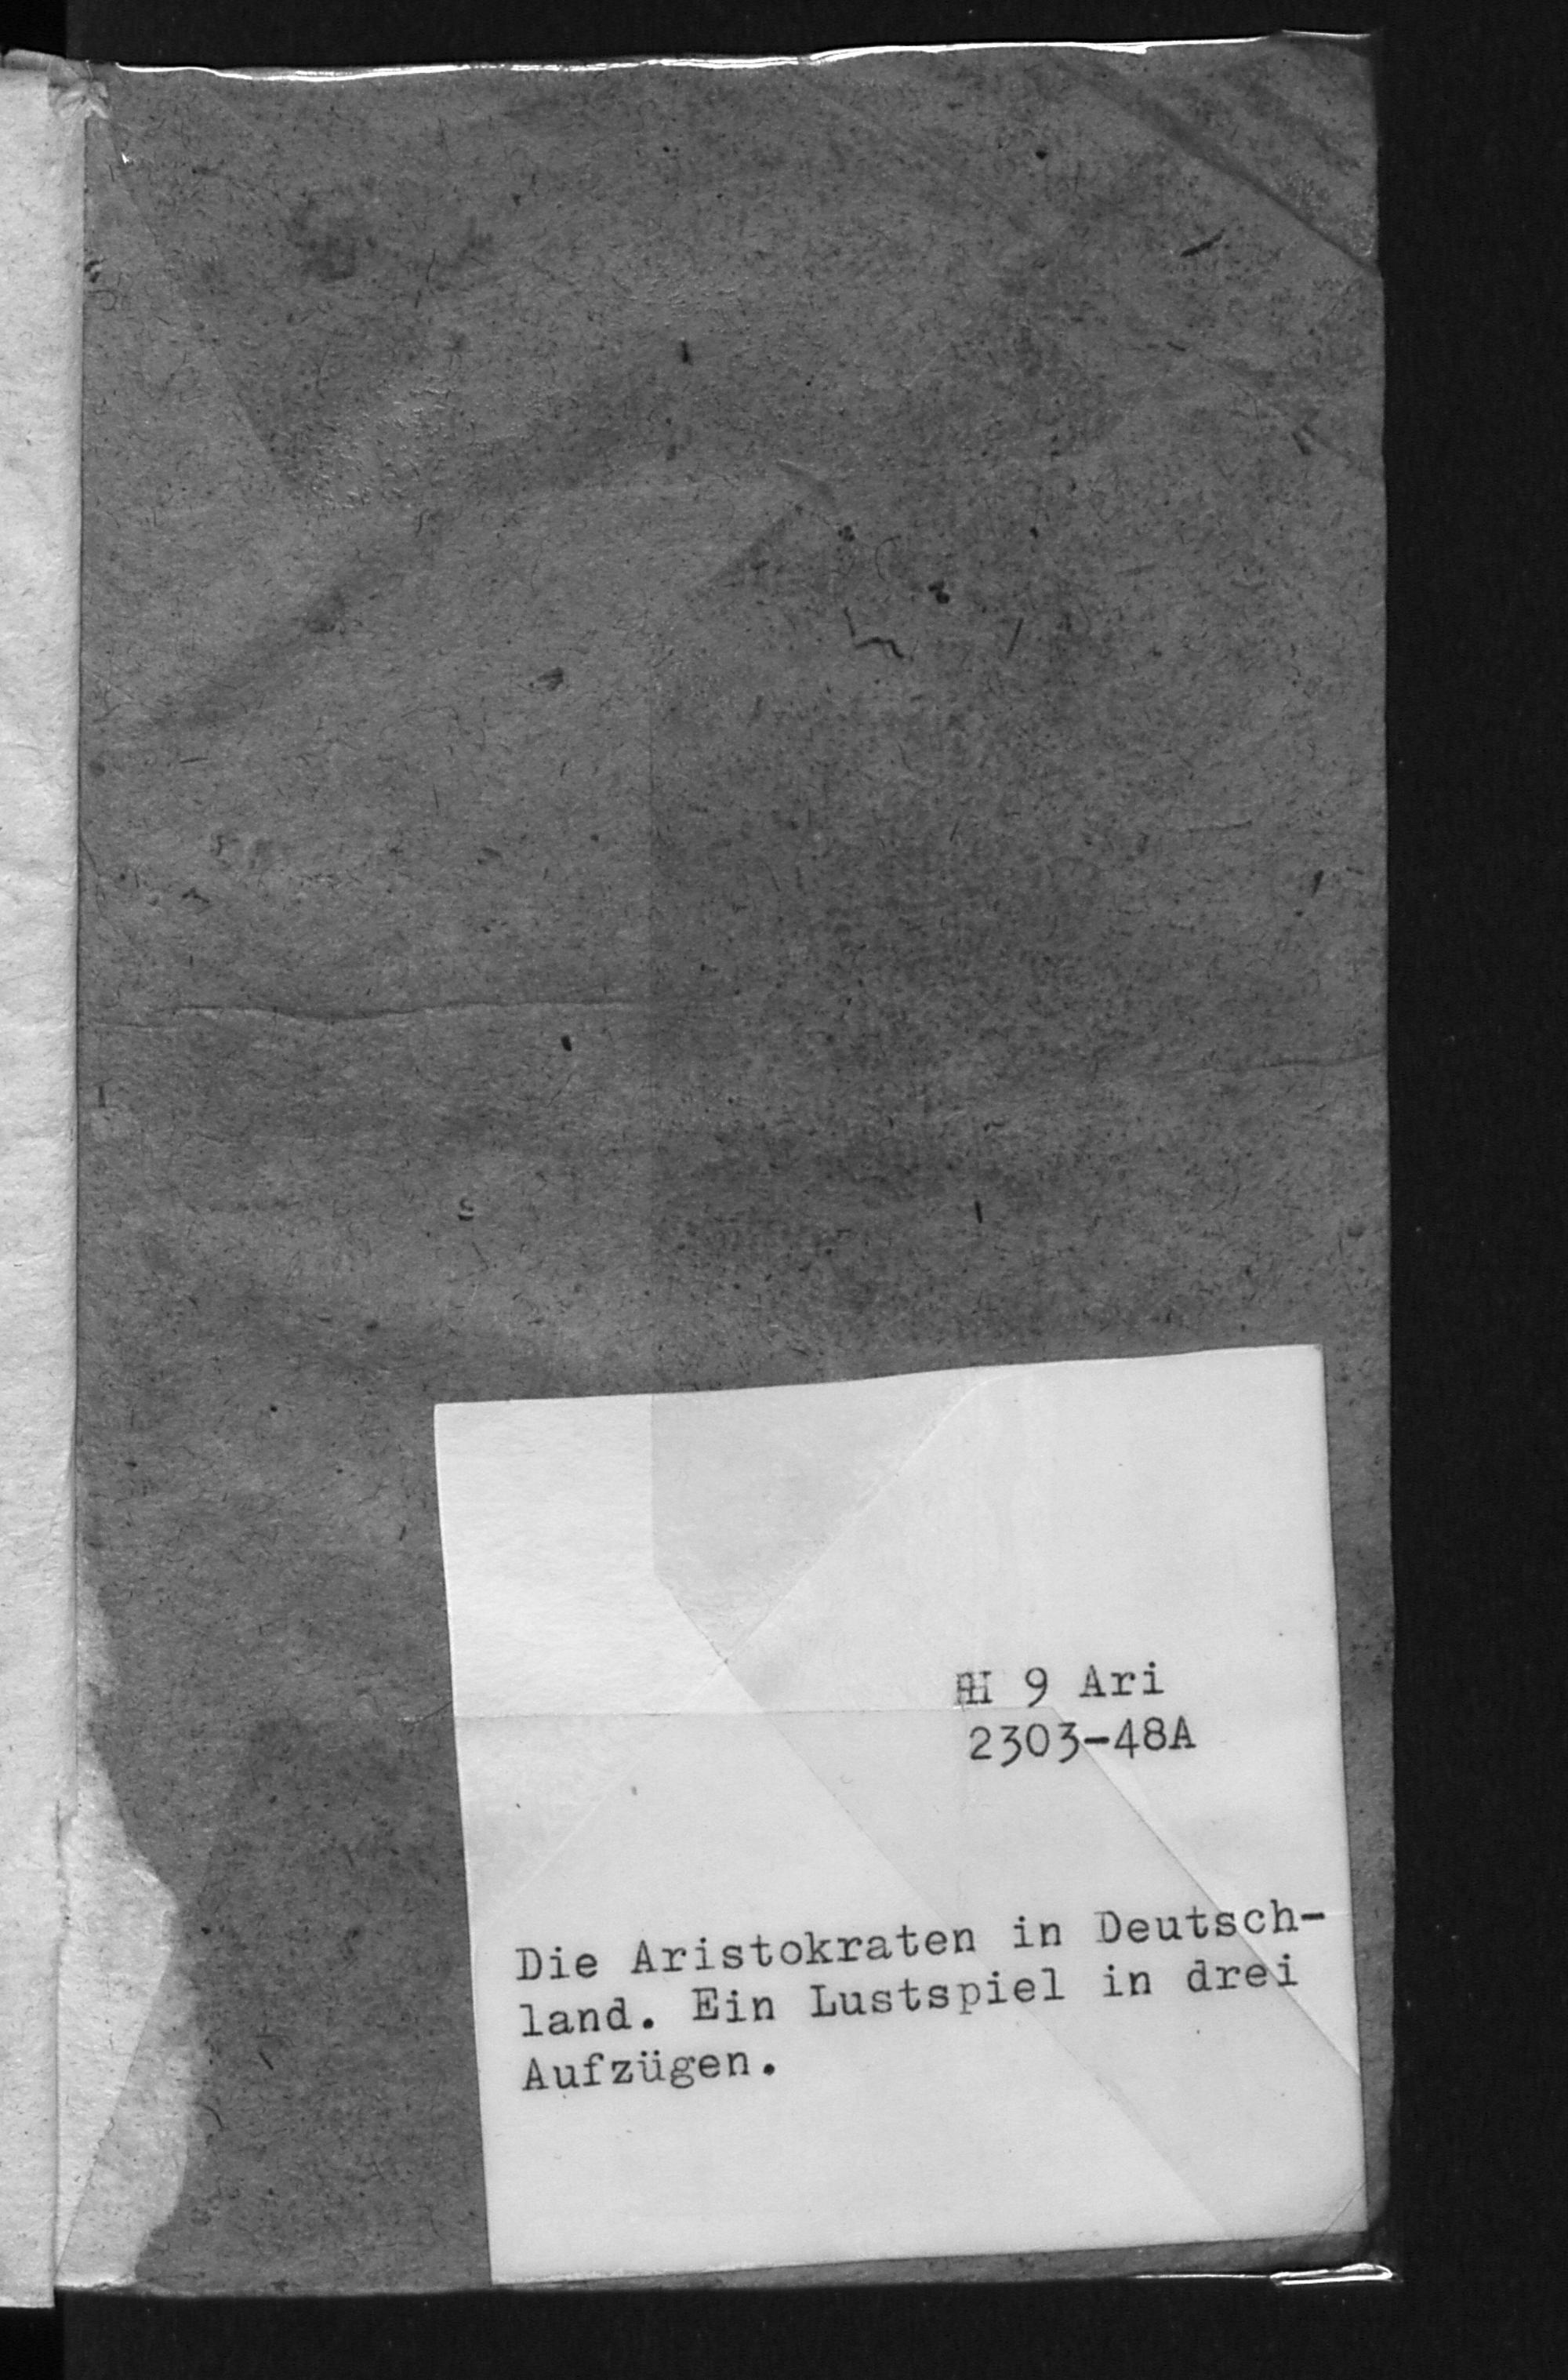 H 9 Ari
2303-48A
Die Aristokraten in Deutsch-
land. Ein Lustspiel in drei
Aufzügen.